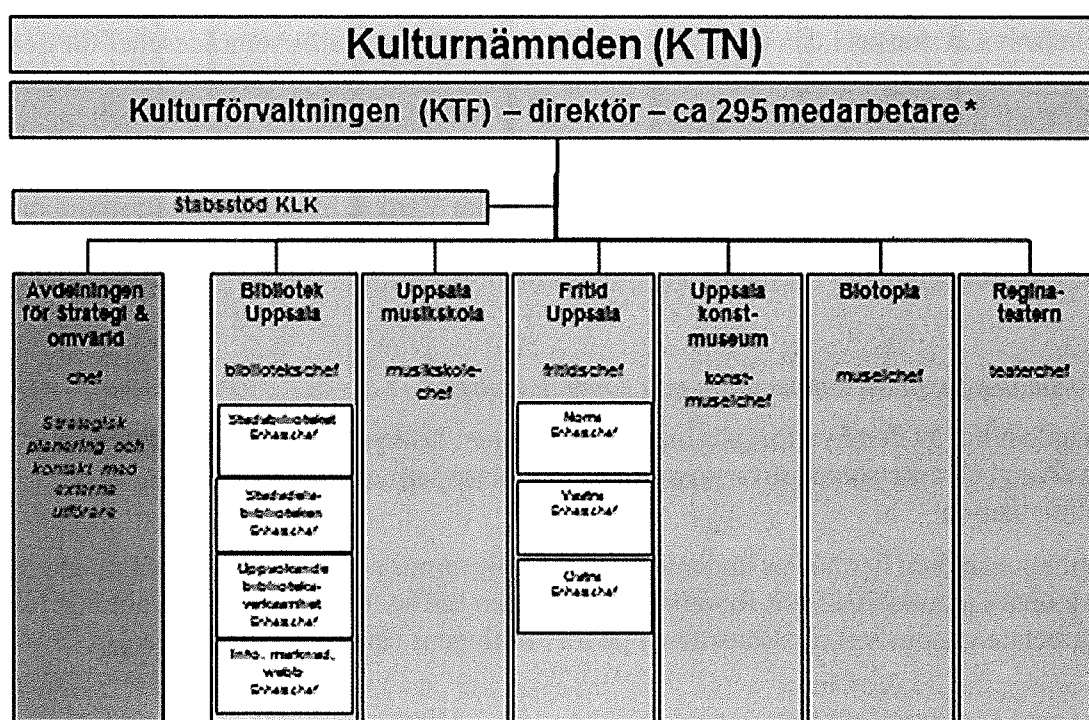 Kulturnämnden (KTN)
Kulturförvaltningen (KTF) – direktör – ca 295 medarbetare*
Stabsstöd KLK
Avdelningen
för Strategi &
omvärld
chef
Strategisk
planering och
kontakt med
externa
utförare
Bibliotek
Uppsala
bibliotekschef
Stadsbiblioteket
Enhetschef
Stadsdels-
biblioteken
Enhetschef
Uppsökande
biblioteks-
verksamhet
Enhetschef
Info., marknad.,
webb
Enhetschef
Uppsala
musikskola
musikskole-
chef
Fritid
Uppsala
fritidschef
Norra
Enhetschef
Västra
Enhetschef
Östra
Enhetschef
Uppsala
konst-
museum
konst-
museichef
Biotopia
museichef
Regina-
teatern
teaterchef